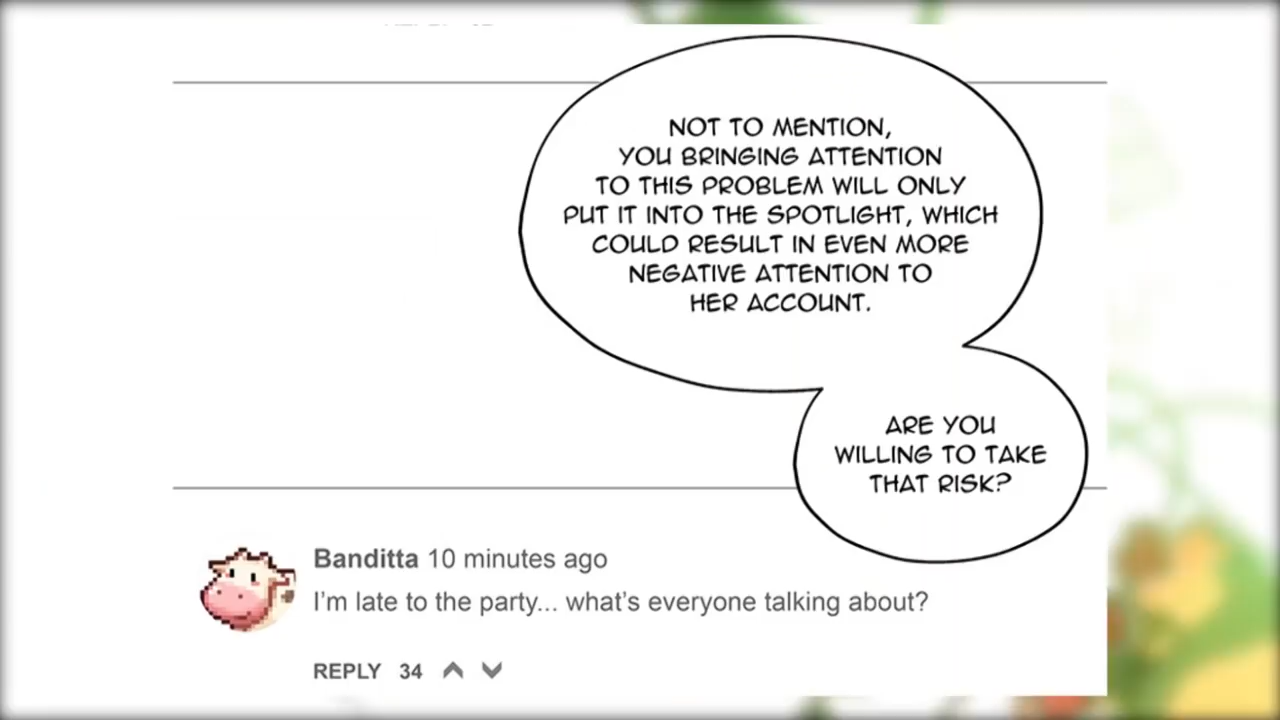 NOT TO MENTION,
YOU BRINGING ATTENTION
TO THIS PROBLEM WILL ONLY
PUT IT INTO THE SPOTLIGHT, WHICH
COULD RESULT IN EVEN MORE
NEGATIVE ATTENTION TO
HER ACCOUNT.
ARE YOU
WILLING TO TAKE
THAT RISK?
Banditta 10 minutes ago
I'm late to the party... what's everyone talking about?
REPLY 34